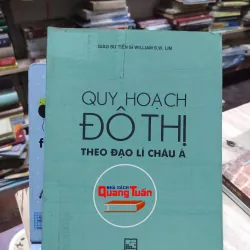 GIÁO SƯ TIẾN SĨ WILLIAM S.W. LIM
QUY HOẠCH
ĐÔ THỊ
THEO ĐẠO LÍ CHÂU Á
NHÀ SÁCH
Quang Tuấn